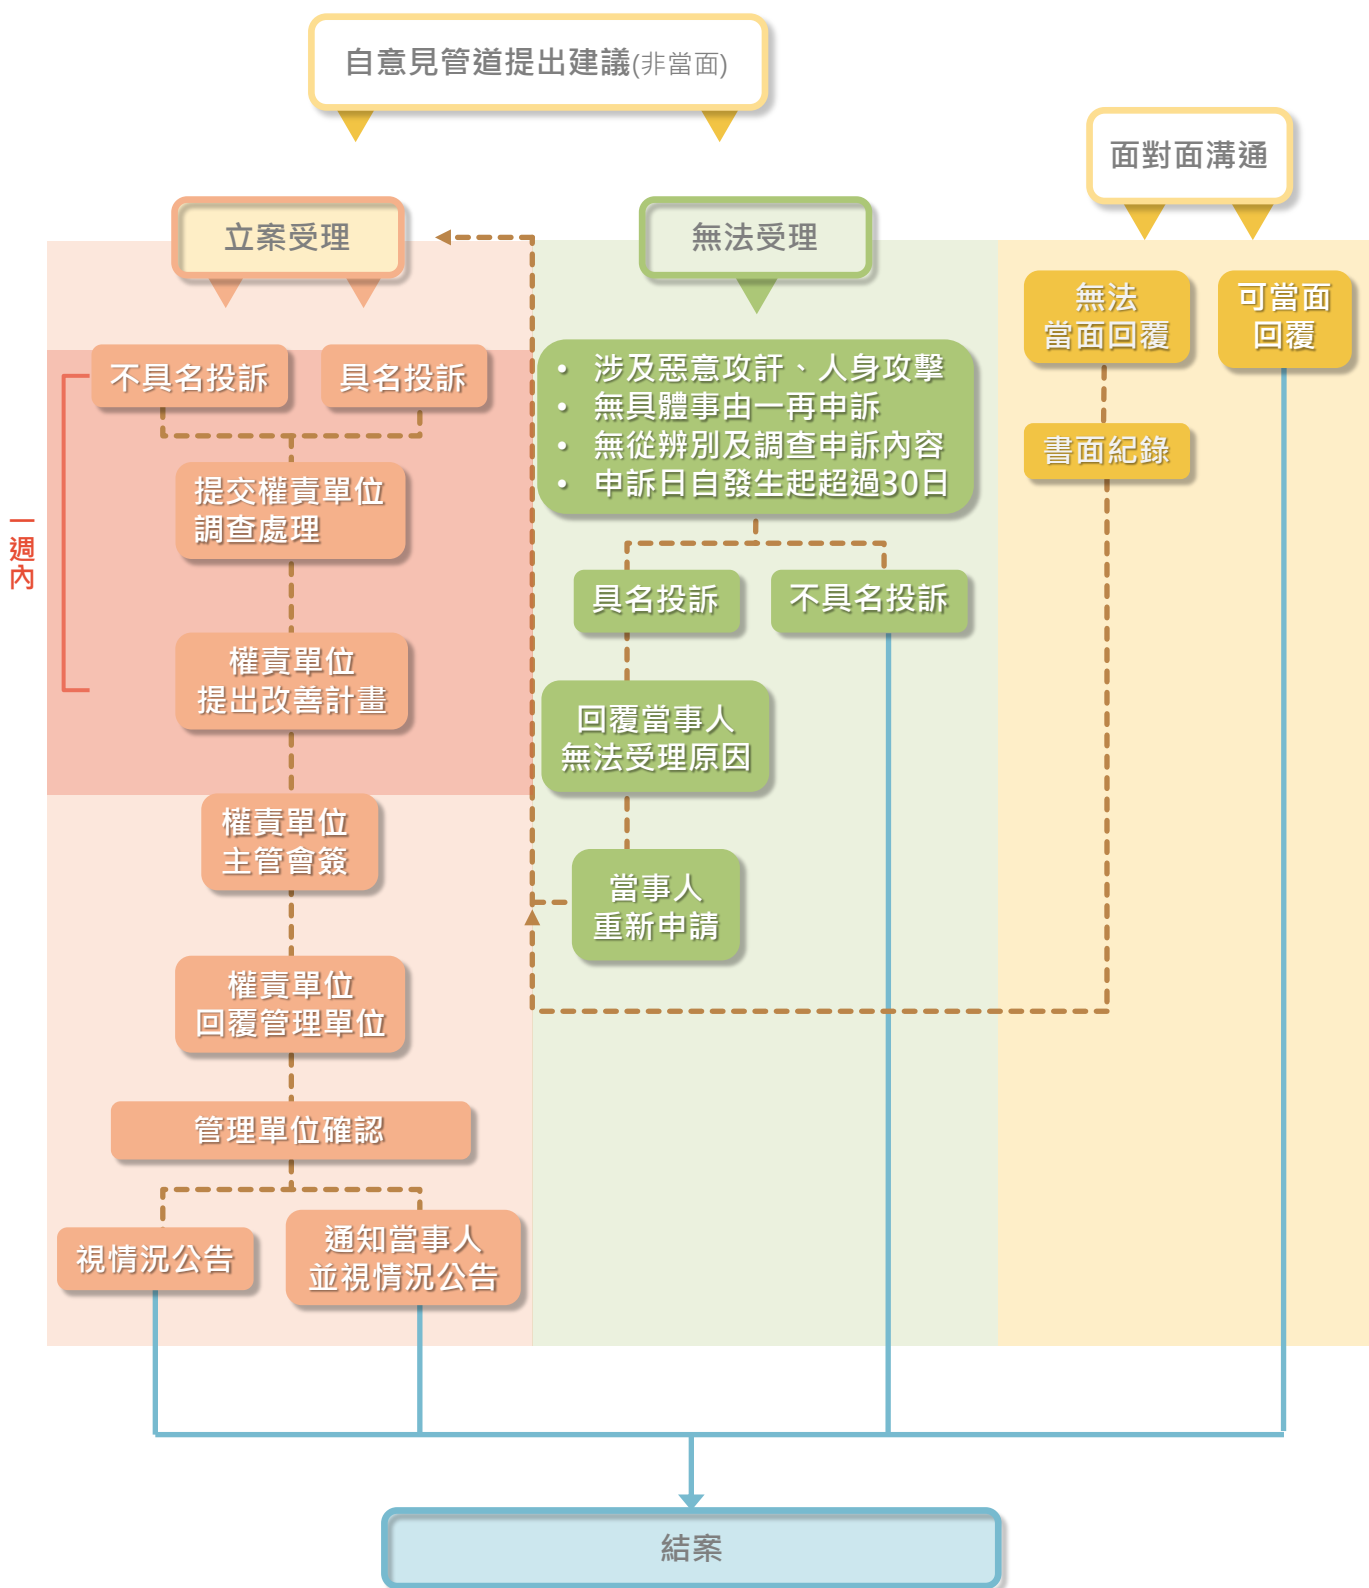 自意見管道提出建議(非當面)
面對面溝通
立案受理
無法受理
無法
當面回覆
可當面
回覆
不具名投訴
具名投訴
• 涉及惡意攻訐、人身攻擊
• 無具體事由一再申訴
• 無從辨別及調查申訴內容
• 申訴日自發生起超過30日
書面紀錄
提交權責單位
調查處理
一週內
具名投訴
不具名投訴
權責單位
提出改善計畫
回覆當事人
無法受理原因
權責單位
主管會簽
當事人
重新申請
權責單位
回覆管理單位
管理單位確認
視情況公告
通知當事人
並視情況公告
結案